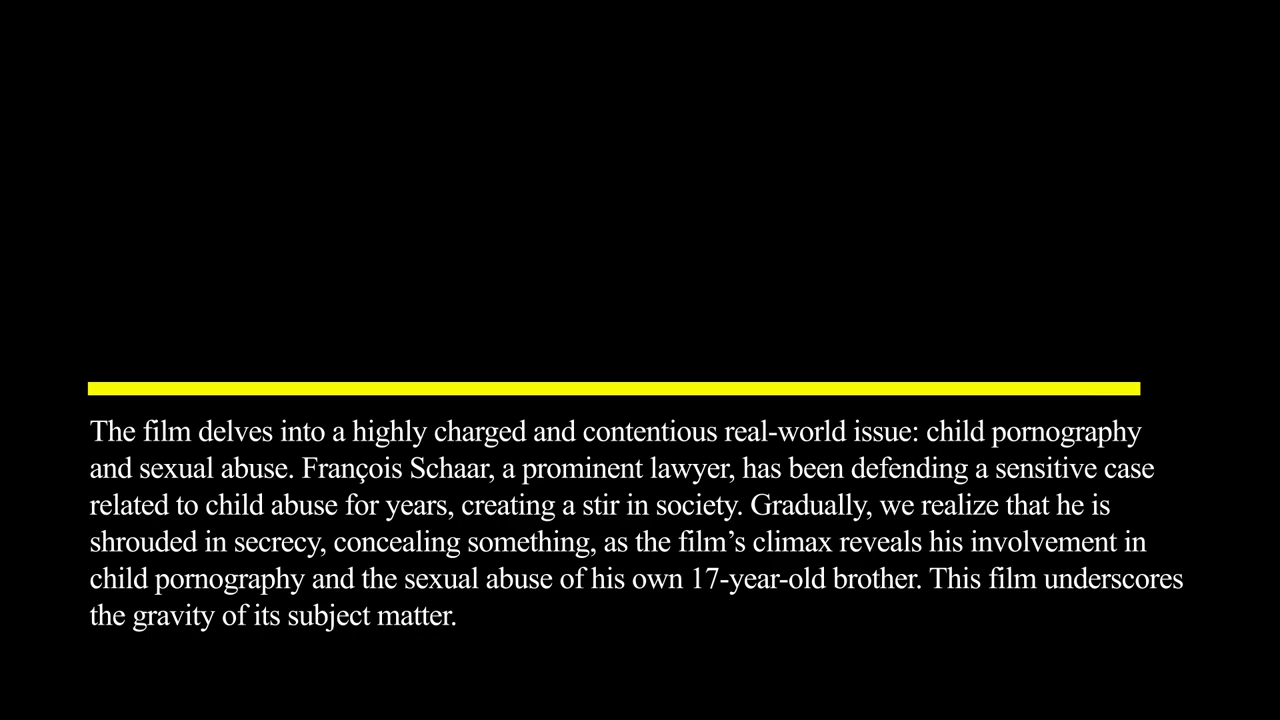 The film delves into a highly charged and contentious real-world issue: child pornography
and sexual abuse. François Schaar, a prominent lawyer, has been defending a sensitive case
related to child abuse for years, creating a stir in society. Gradually, we realize that he is
shrouded in secrecy, concealing something, as the film’s climax reveals his involvement in
child pornography and the sexual abuse of his own 17-year-old brother. This film underscores
the gravity of its subject matter.